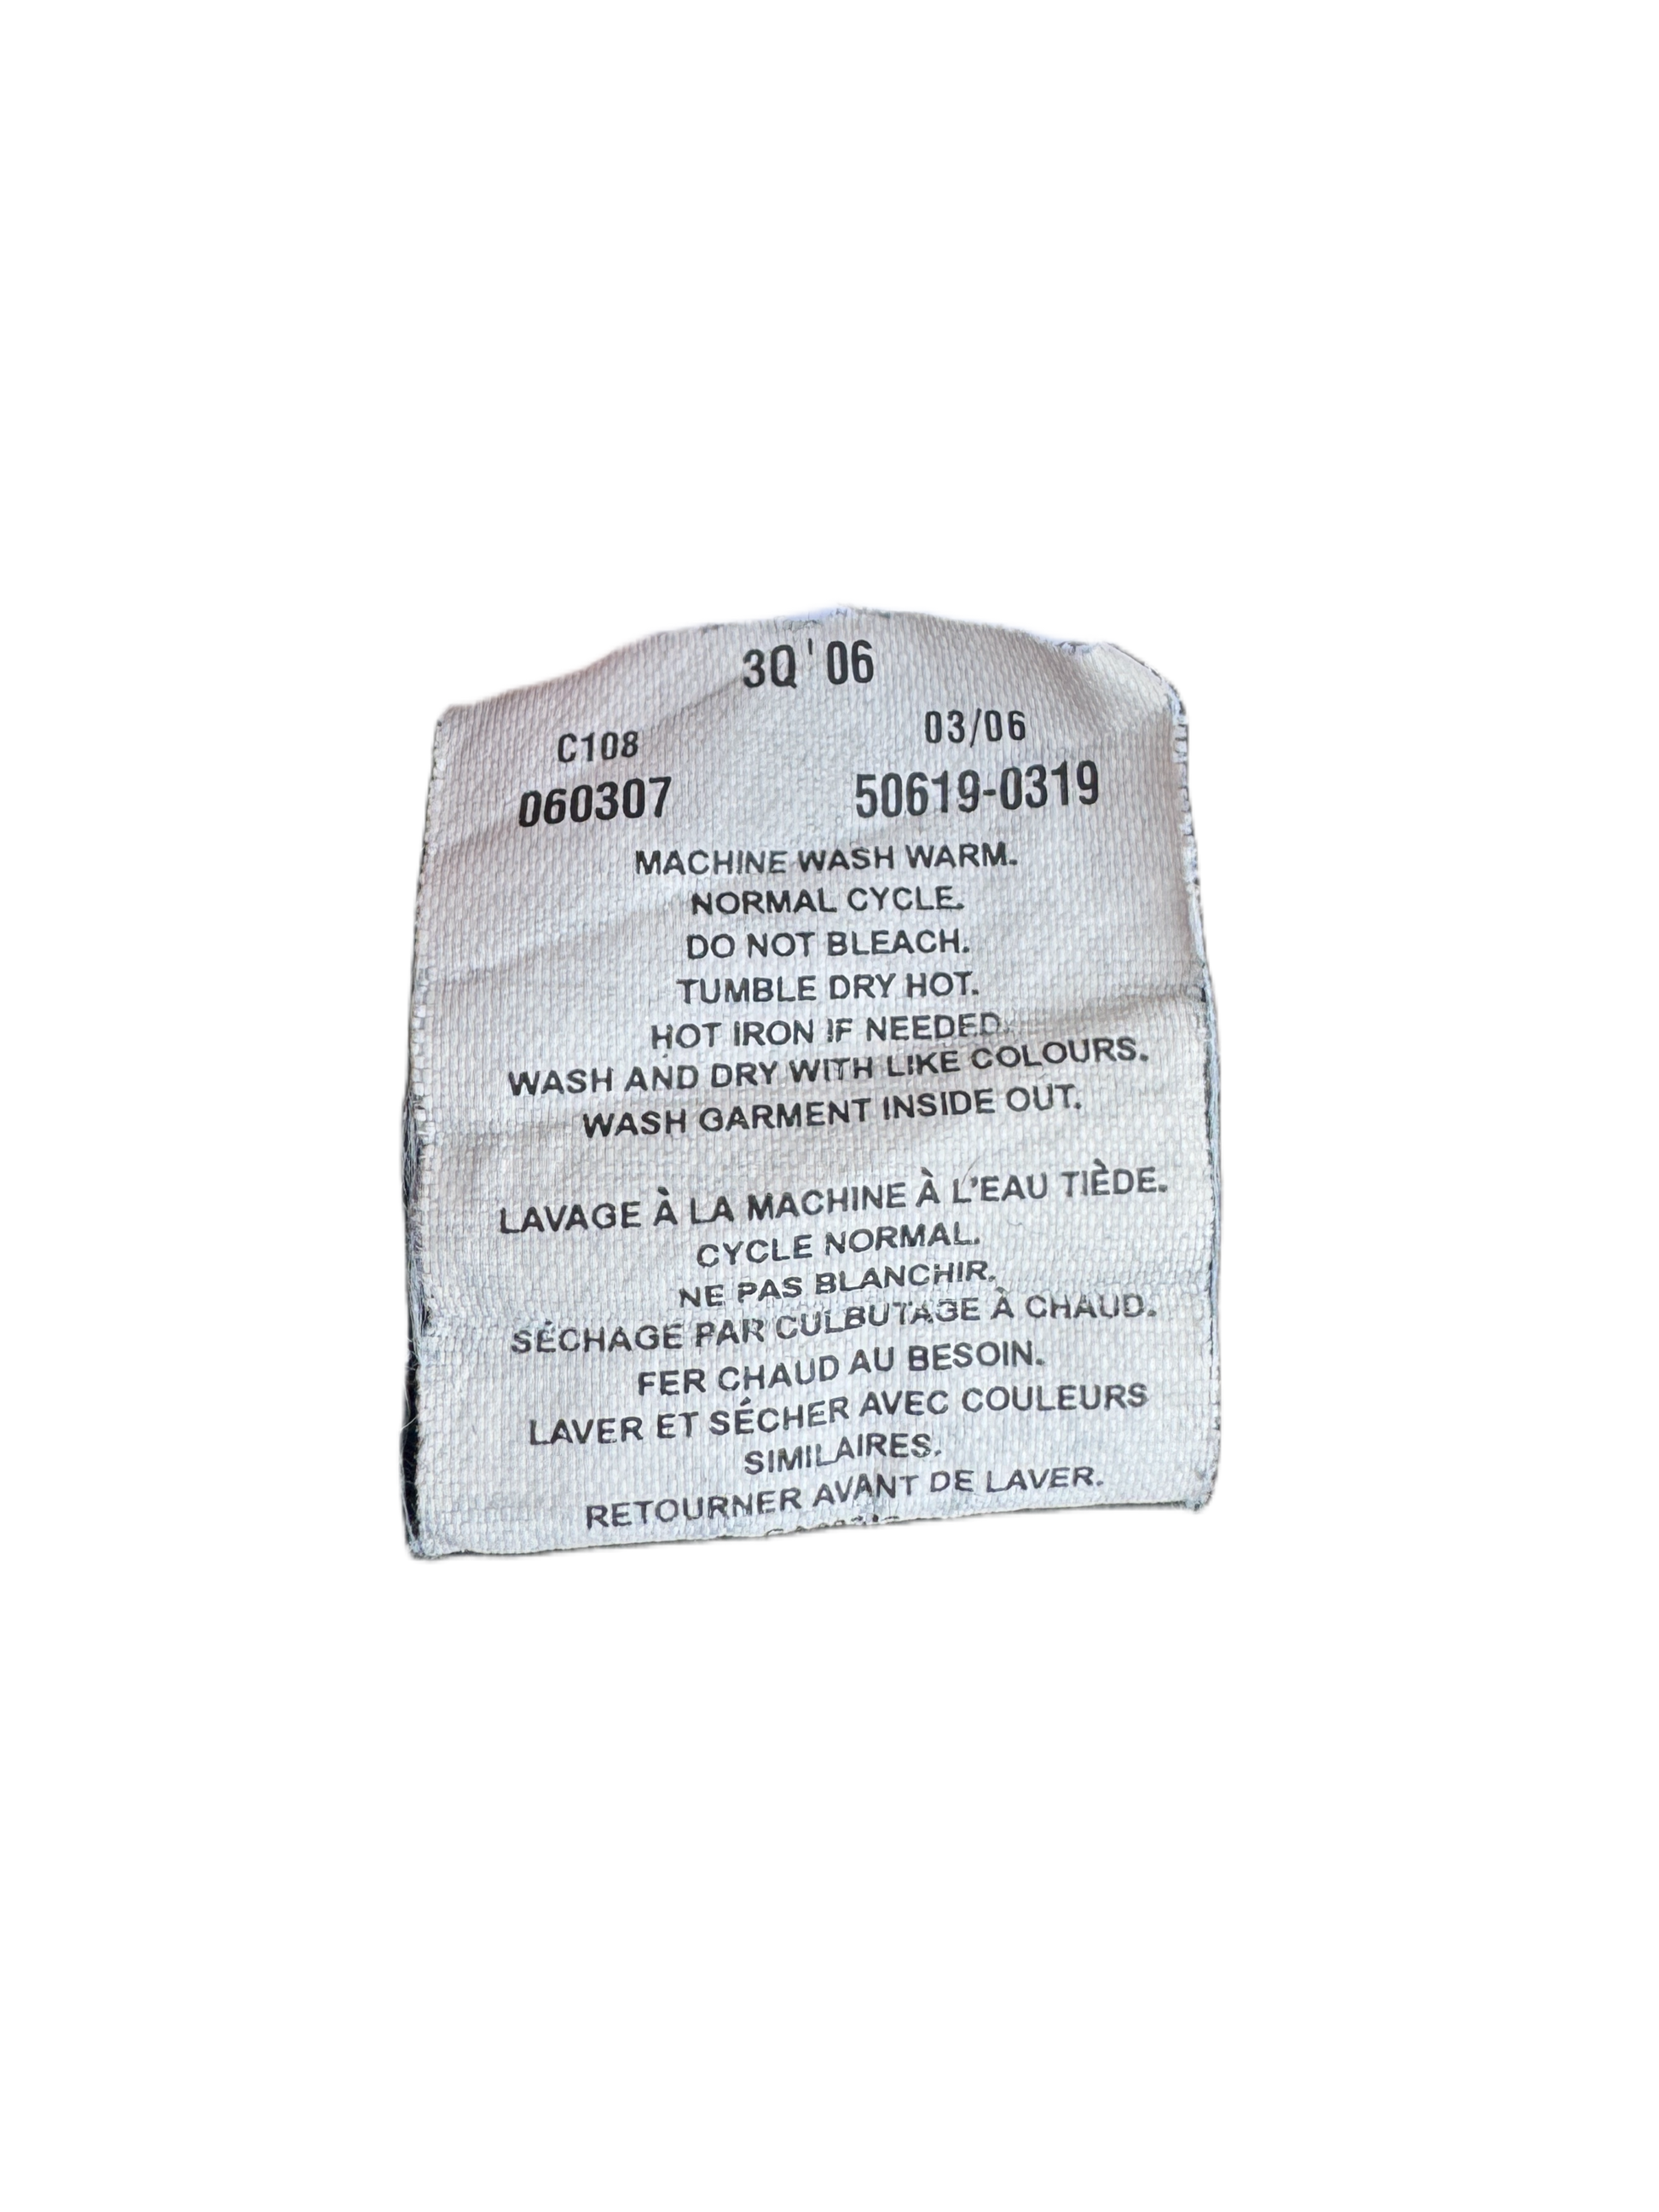 3Q '06
C108 03/06
060307 50619-0319
MACHINE WASH WARM.
NORMAL CYCLE.
DO NOT BLEACH.
TUMBLE DRY HOT.
HOT IRON IF NEEDED.
WASH AND DRY WITH LIKE COLOURS.
WASH GARMENT INSIDE OUT.
LAVAGE À LA MACHINE À L'EAU TIÈDE.
CYCLE NORMAL.
NE PAS BLANCHIR.
SÉCHAGE PAR CULBUTAGE À CHAUD.
FER CHAUD AU BESOIN.
LAVER ET SÉCHER AVEC COULEURS
SIMILAIRES.
RETOURNER AVANT DE LAVER.